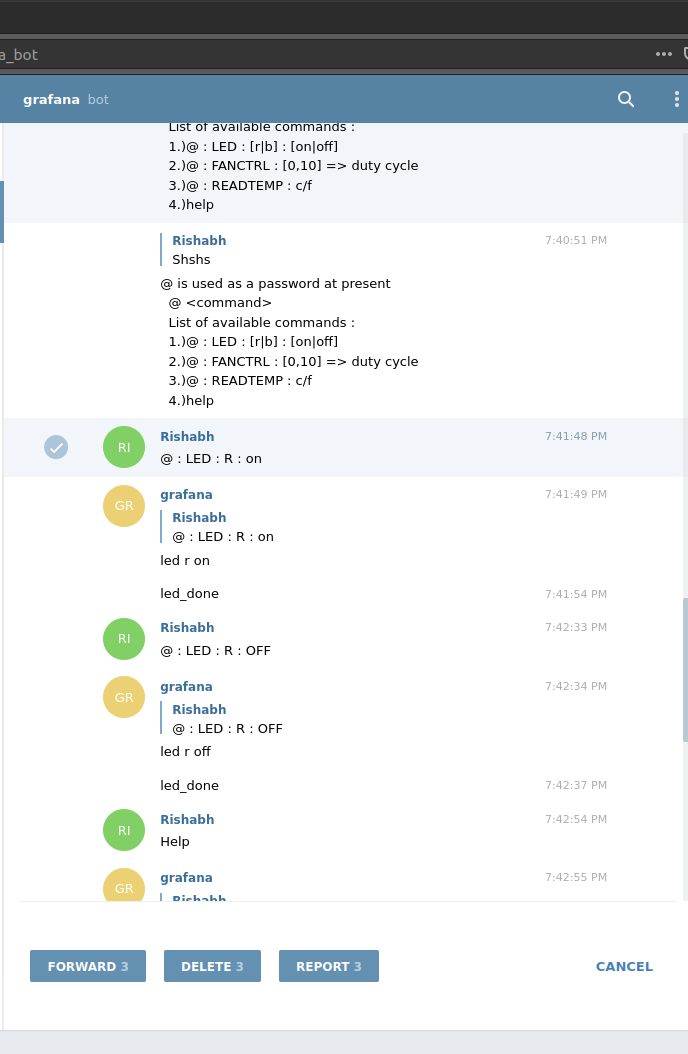 a_bot
grafana bot
List of available commands :
1.)@ : LED : [r|b] : [on|off]
2.)@ : FANCTRL : [0,10] => duty cycle
3.)@ : READTEMP : c/f
4.)help
Rishabh 7:40:51 PM
Shshs
@ is used as a password at present
@ <command>
List of available commands :
1.)@ : LED : [r|b] : [on|off]
2.)@ : FANCTRL : [0,10] => duty cycle
3.)@ : READTEMP : c/f
4.)help
RI Rishabh 7:41:48 PM
@ : LED : R : on
GR grafana 7:41:49 PM
Rishabh
@ : LED : R : on
led r on
led_done 7:41:54 PM
RI Rishabh 7:42:33 PM
@ : LED : R : OFF
GR grafana 7:42:34 PM
Rishabh
@ : LED : R : OFF
led r off
led_done 7:42:37 PM
RI Rishabh 7:42:54 PM
Help
GR grafana 7:42:55 PM
Rishabh
FORWARD 3 DELETE 3 REPORT 3 CANCEL